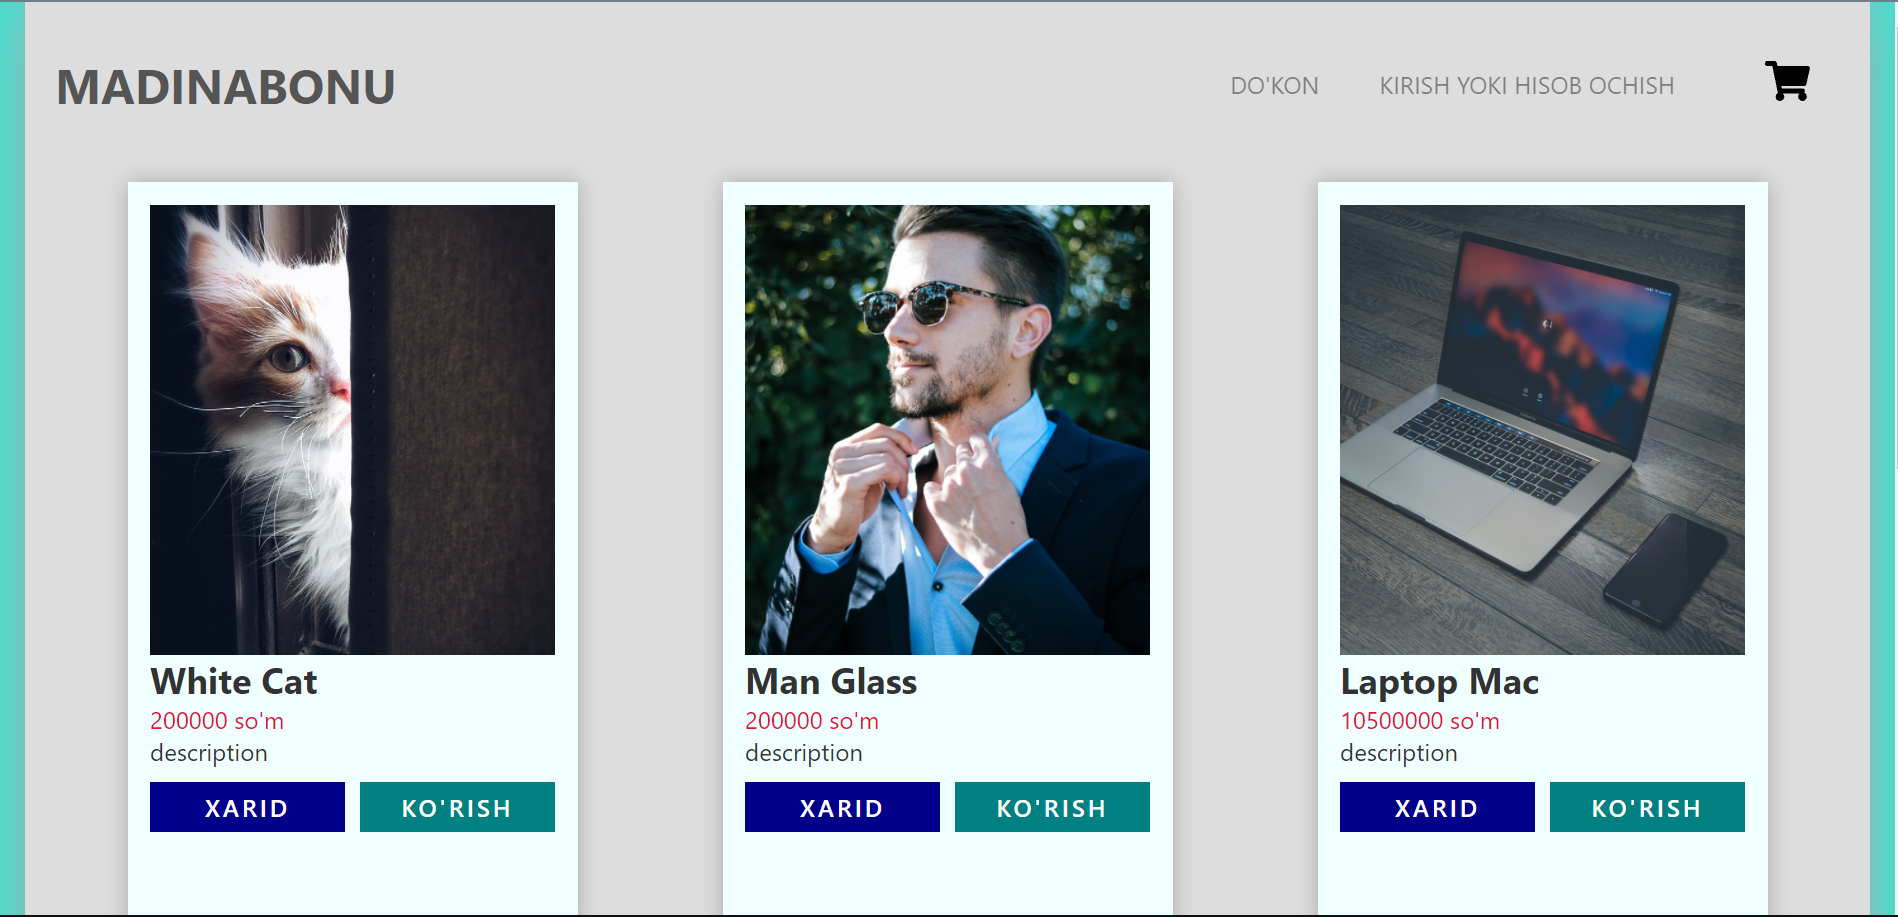 MADINABONU
DO'KON
KIRISH YOKI HISOB OCHISH
White Cat
200000 so'm
description
XARID
KO'RISH
Man Glass
200000 so'm
description
XARID
KO'RISH
Laptop Mac
10500000 so'm
description
XARID
KO'RISH